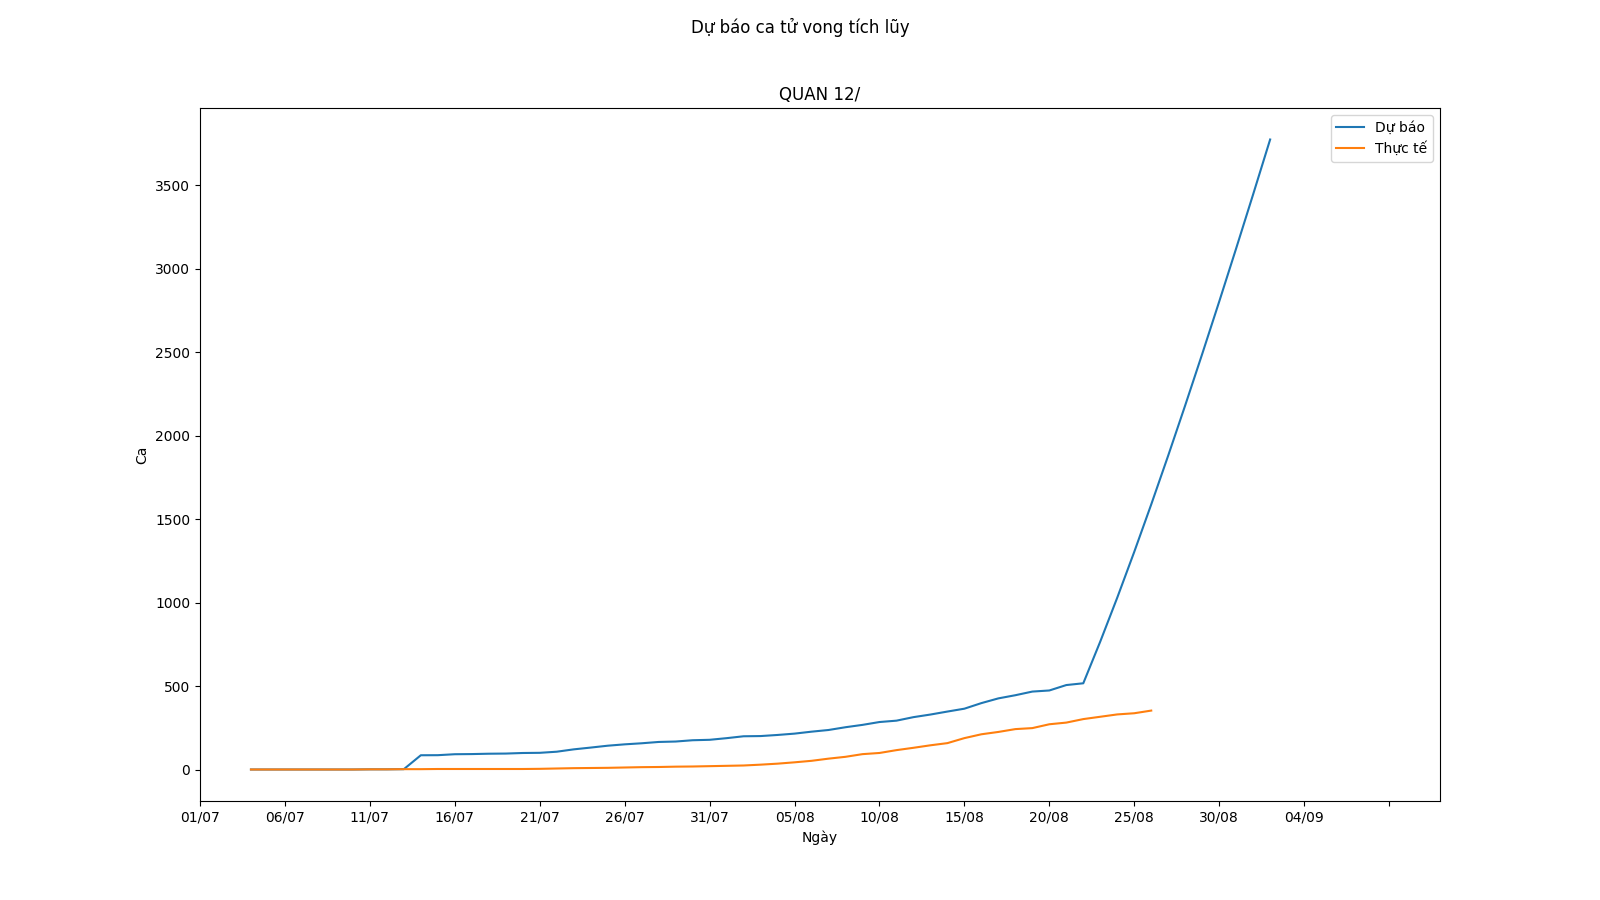 Dự báo ca tử vong tích lũy
QUAN 12/
Dự báo
Thực tế
3500
3000
2500
2000
1500
1000
500
0
Ca
01/07 06/07 11/07 16/07 21/07 26/07 31/07 05/08 10/08 15/08 20/08 25/08 30/08 04/09
Ngày